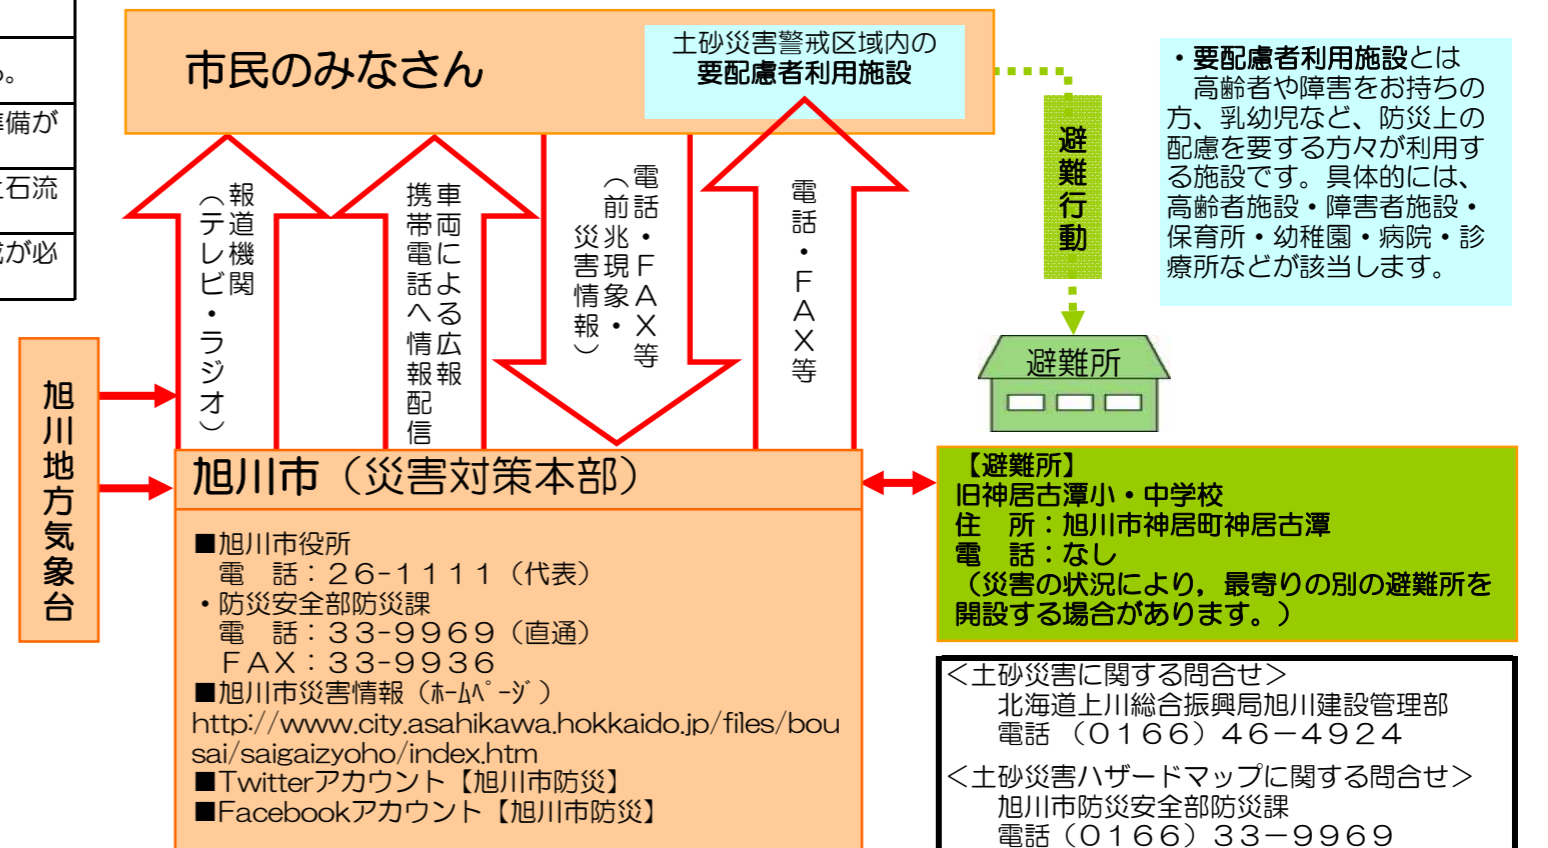 る。
準備が
土石流
成が必
市民のみなさん
土砂災害警戒区域内の
要配慮者利用施設
・要配慮者利用施設とは
高齢者や障害をお持ちの
方、乳幼児など、防災上の
配慮を要する方々が利用す
る施設です。具体的には、
高齢者施設・障害者施設・
保育所・幼稚園・病院・診
療所などが該当します。
報道機関
（テレビ・ラジオ）
車両による広報
携帯電話へ情報配信
電話・ＦＡＸ等
（前兆現象・
災害情報）
電話・ＦＡＸ等
避難行動
避難所
旭川地方気象台
旭川市（災害対策本部）
■旭川市役所
電　話：２６-１１１１（代表）
・防災安全部防災課
電　話：３３-９９６９（直通）
ＦＡＸ：３３-９９３６
■旭川市災害情報（ﾎｰﾑﾍﾟｰｼﾞ）
http://www.city.asahikawa.hokkaido.jp/files/bou
sai/saigaizyoho/index.htm
■Twitterアカウント【旭川市防災】
■Facebookアカウント【旭川市防災】
【避難所】
旧神居古潭小・中学校
住　所：旭川市神居町神居古潭
電　話：なし
（災害の状況により，最寄りの別の避難所を
開設する場合があります。）
＜土砂災害に関する問合せ＞
北海道上川総合振興局旭川建設管理部
電話 （０１６６）４６－４９２４
＜土砂災害ハザードマップに関する問合せ＞
旭川市防災安全部防災課
電話（０１６６）３３－９９６９